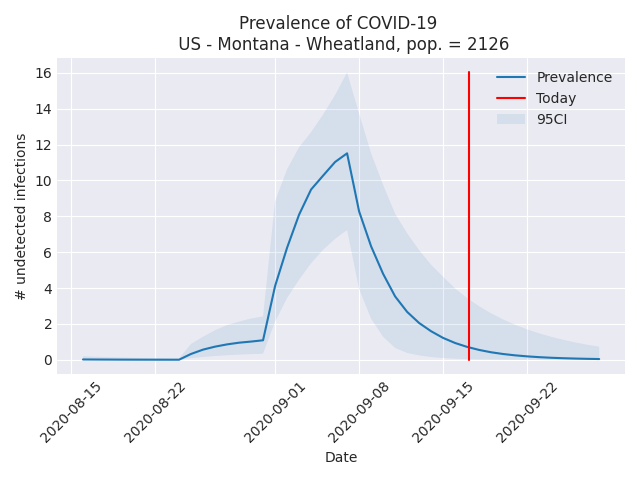 Prevalence of COVID-19
US - Montana - Wheatland, pop. = 2126
Prevalence
Today
95CI
# undetected infections
16
14
12
10
8
6
4
2
0
2020-08-15
2020-08-22
2020-09-01
2020-09-08
2020-09-15
2020-09-22
Date